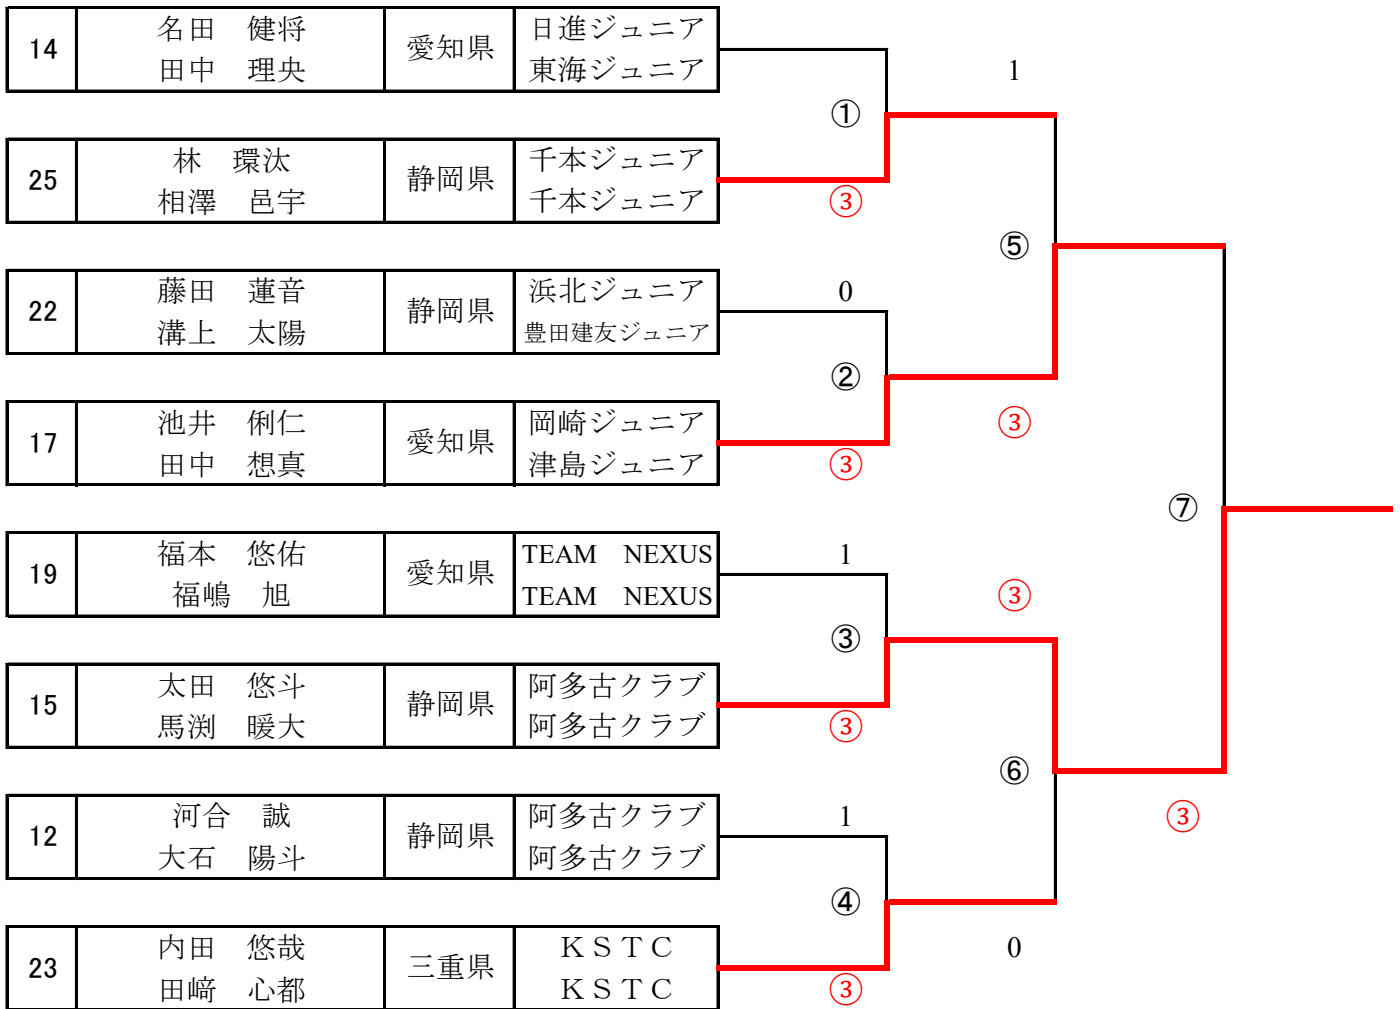 14 名田　健将 愛知県 日進ジュニア
田中　理央 東海ジュニア
1
①
25 林　環汰 静岡県 千本ジュニア
相澤　邑宇 千本ジュニア
③
⑤
22 藤田　蓮音 静岡県 浜北ジュニア
溝上　太陽 豊田建友ジュニア
0
②
17 池井　俐仁 愛知県 岡崎ジュニア
田中　想真 津島ジュニア
③
③
⑦
19 福本　悠佑 愛知県 TEAM　NEXUS
福嶋　旭 TEAM　NEXUS
1
③
③
15 太田　悠斗 静岡県 阿多古クラブ
馬渕　暖大 阿多古クラブ
③
⑥
12 河合　誠 静岡県 阿多古クラブ
大石　陽斗 阿多古クラブ
1
③
④
23 内田　悠哉 三重県 ＫＳＴＣ
田﨑　心都 ＫＳＴＣ
0
③